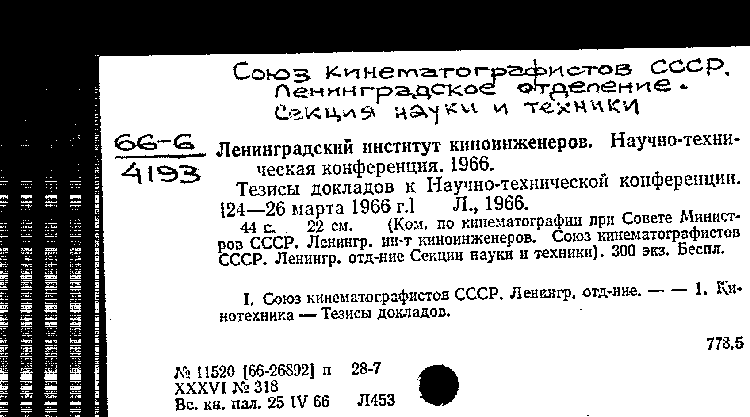 Союз кинематографистов СССР.
Ленинградское отделение.
Секция науки и техники
66-6
4193
Ленинградский институт киноинженеров. Научно-техни-
ческая конференция. 1966.
Тезисы докладов к Научно-технической конференции.
[24—26 марта 1966 г.] Л., 1966.
44 с. 22 см. (Ком. по кинематографии при Совете Минист-
ров СССР. Ленингр. ин-т киноинженеров. Союз кинематографистов
СССР. Ленингр. отд-ние Секции науки и техники). 300 экз. Беспл.
I. Союз кинематографистов СССР. Ленингр. отд-ние. — — 1. Ки-
нотехника — Тезисы докладов.
778,5
№ 11520 [66-26892] п 28-7
XXXVI № 318
Вс. кн. пал. 25 IV 66 Л453